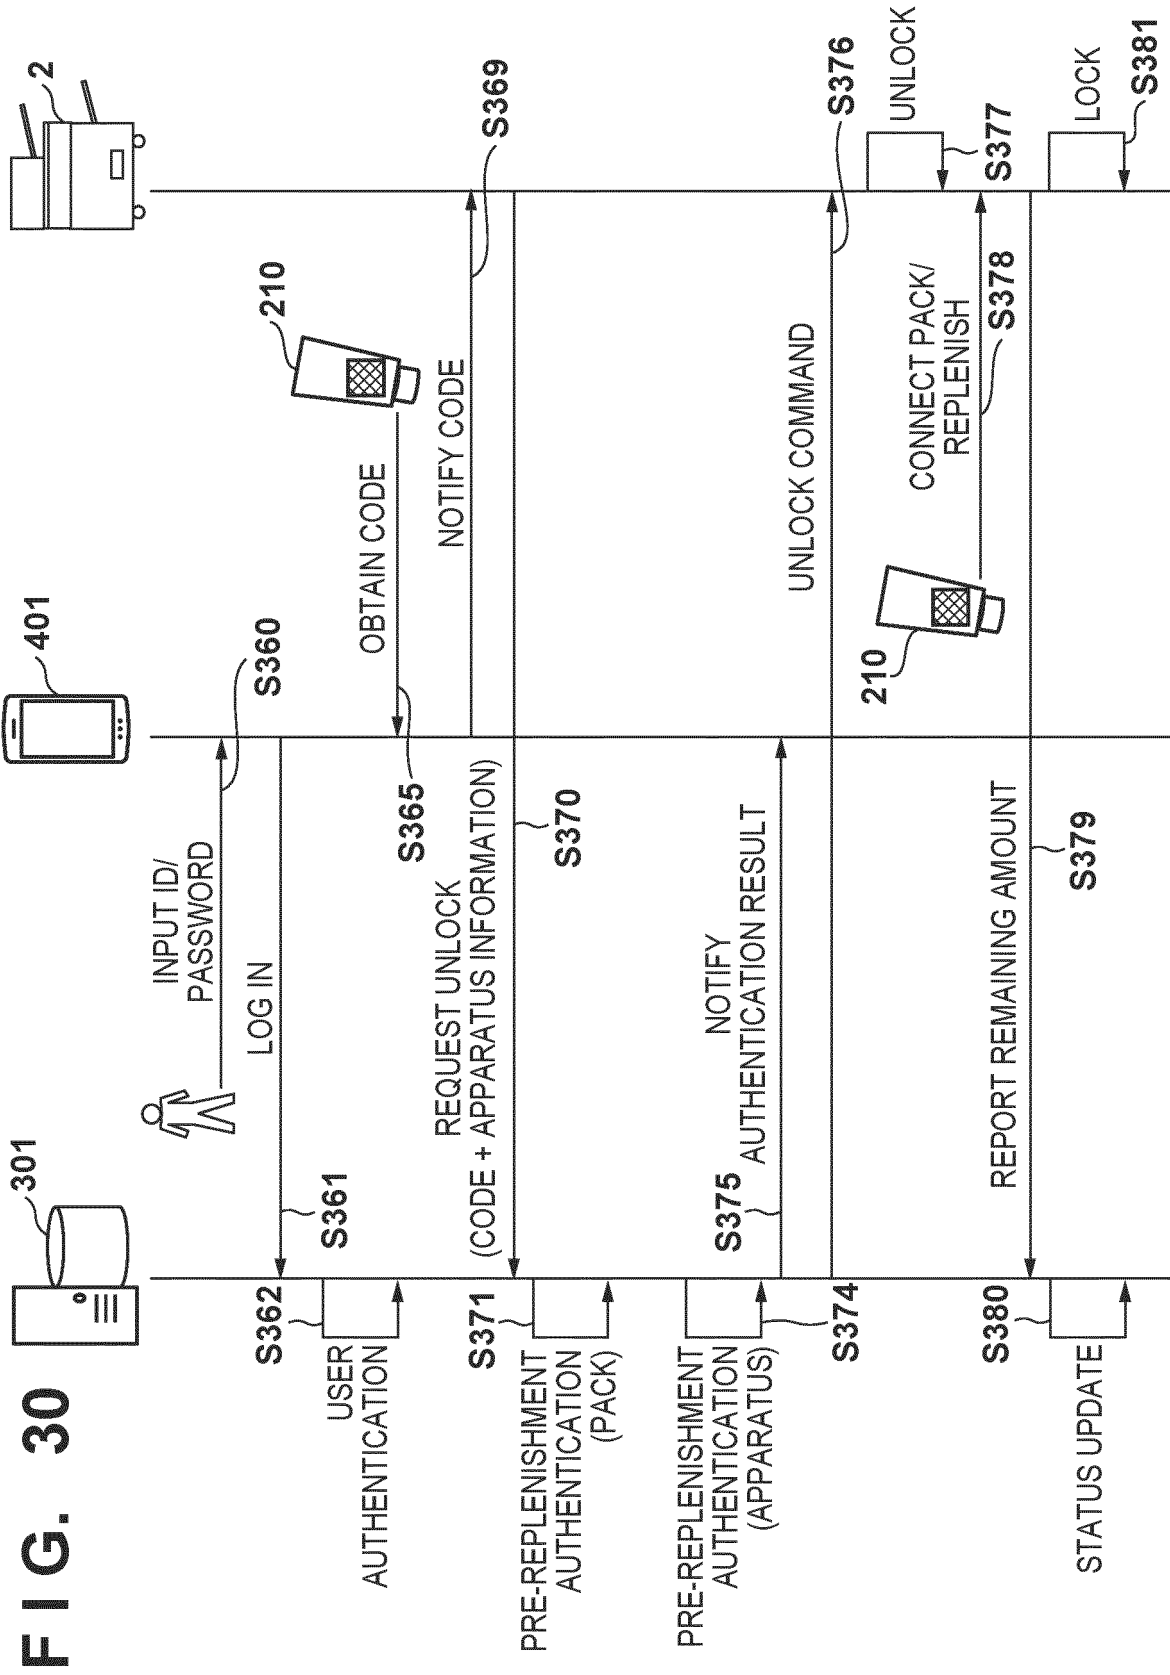 FIG. 30
301
401
2
INPUT ID/
PASSWORD
S360
LOG IN
S361
S362
USER
AUTHENTICATION
210
OBTAIN CODE
S365
NOTIFY CODE
S369
REQUEST UNLOCK
(CODE + APPARATUS INFORMATION)
S370
S371
PRE-REPLENISHMENT
AUTHENTICATION
(PACK)
PRE-REPLENISHMENT
AUTHENTICATION
(APPARATUS)
S374
NOTIFY
AUTHENTICATION RESULT
S375
UNLOCK COMMAND
S376
UNLOCK
S377
210
CONNECT PACK/
REPLENISH
S378
REPORT REMAINING AMOUNT
S379
S380
STATUS UPDATE
LOCK
S381